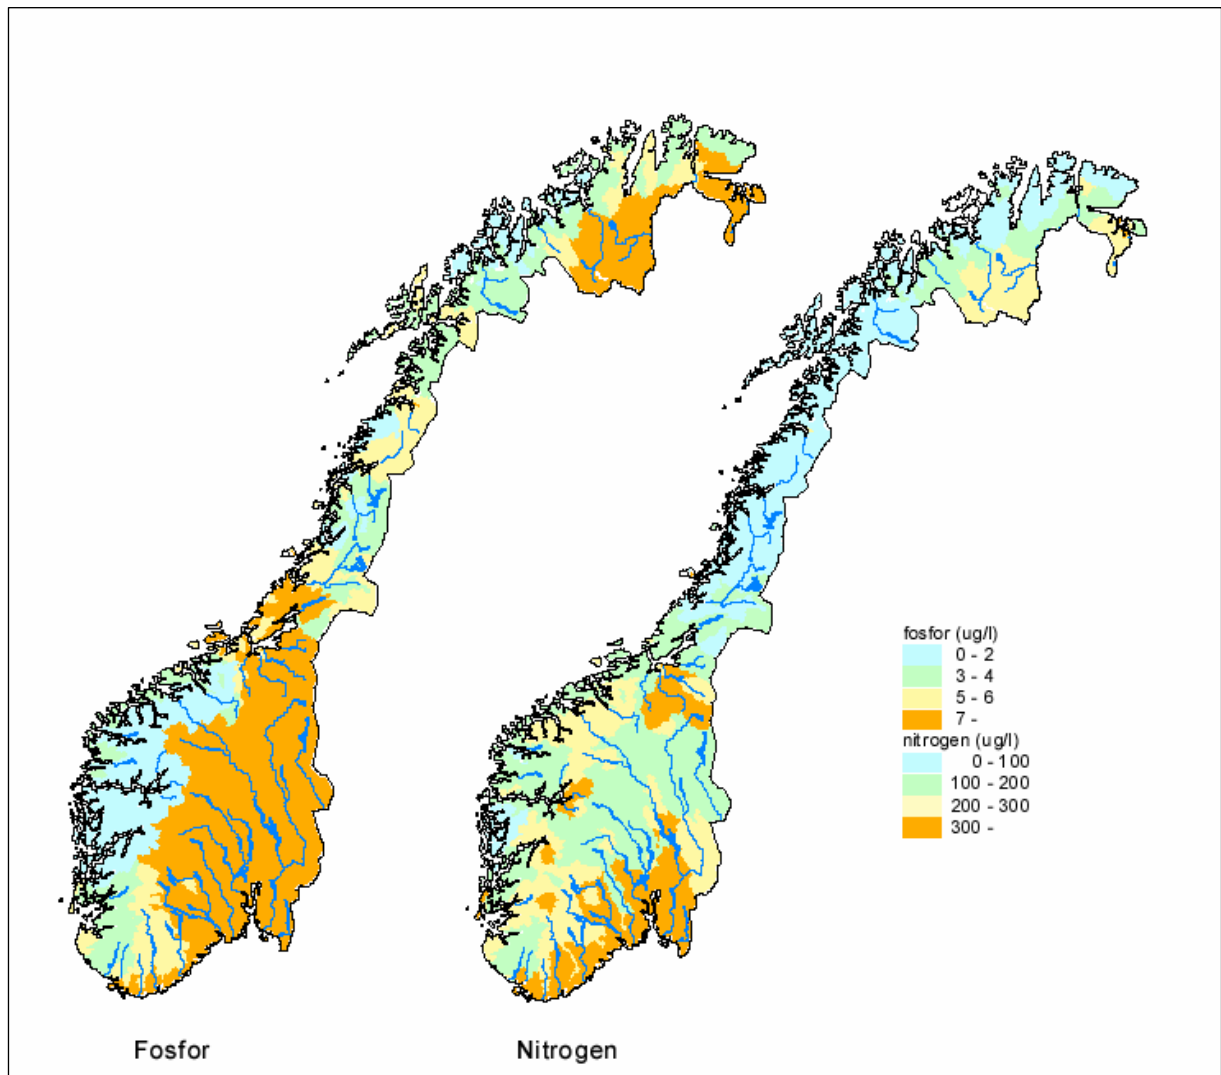 fosfor (ug/l)
0 - 2
3 - 4
5 - 6
7 -
nitrogen (ug/l)
0 - 100
100 - 200
200 - 300
300 -
Fosfor
Nitrogen